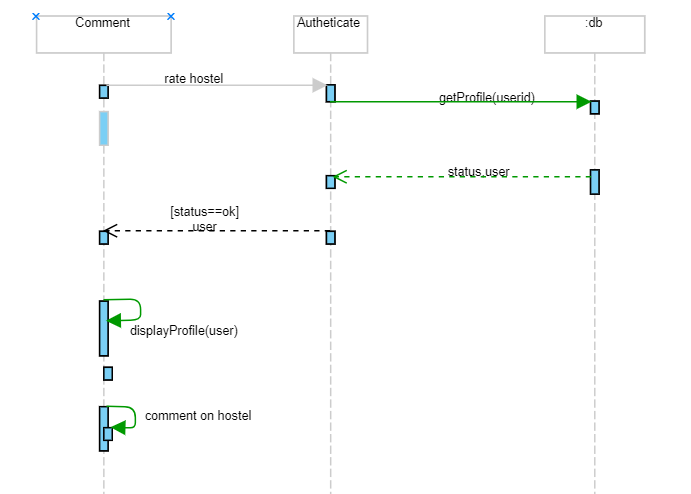 Comment
Autheticate
:db
rate hostel
getProfile(userid)
status,user
[status==ok]
user
displayProfile(user)
comment on hostel